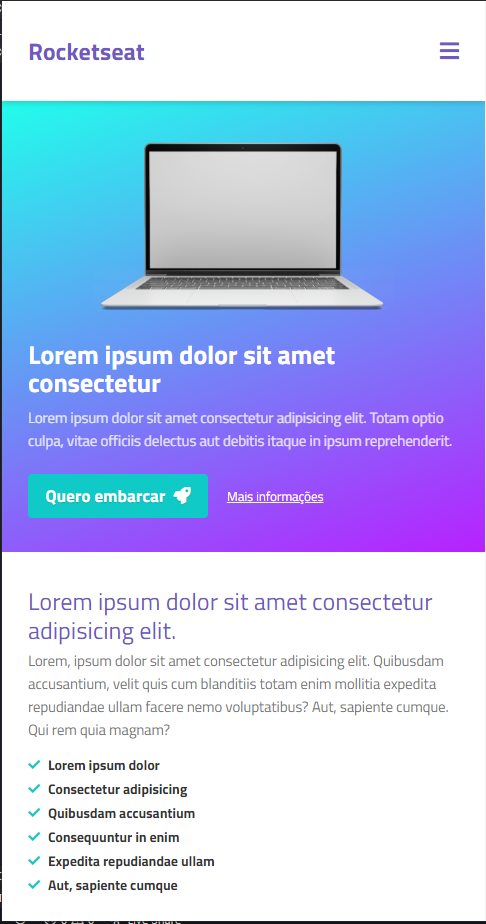 Rocketseat
Lorem ipsum dolor sit amet
consectetur
Lorem ipsum dolor sit amet consectetur adipisicing elit. Totam optio
culpa, vitae officiis delectus aut debitis itaque in ipsum reprehenderit.
Quero embarcar
Mais informações
Lorem ipsum dolor sit amet consectetur
adipisicing elit.
Lorem, ipsum dolor sit amet consectetur adipisicing elit. Quibusdam
accusantium, velit quis cum blanditiis totam enim mollitia expedita
repudiandae ullam facere nemo voluptatibus? Aut, sapiente cumque.
Qui rem quia magnam?
Lorem ipsum dolor
Consectetur adipisicing
Quibusdam accusantium
Consequuntur in enim
Expedita repudiandae ullam
Aut, sapiente cumque